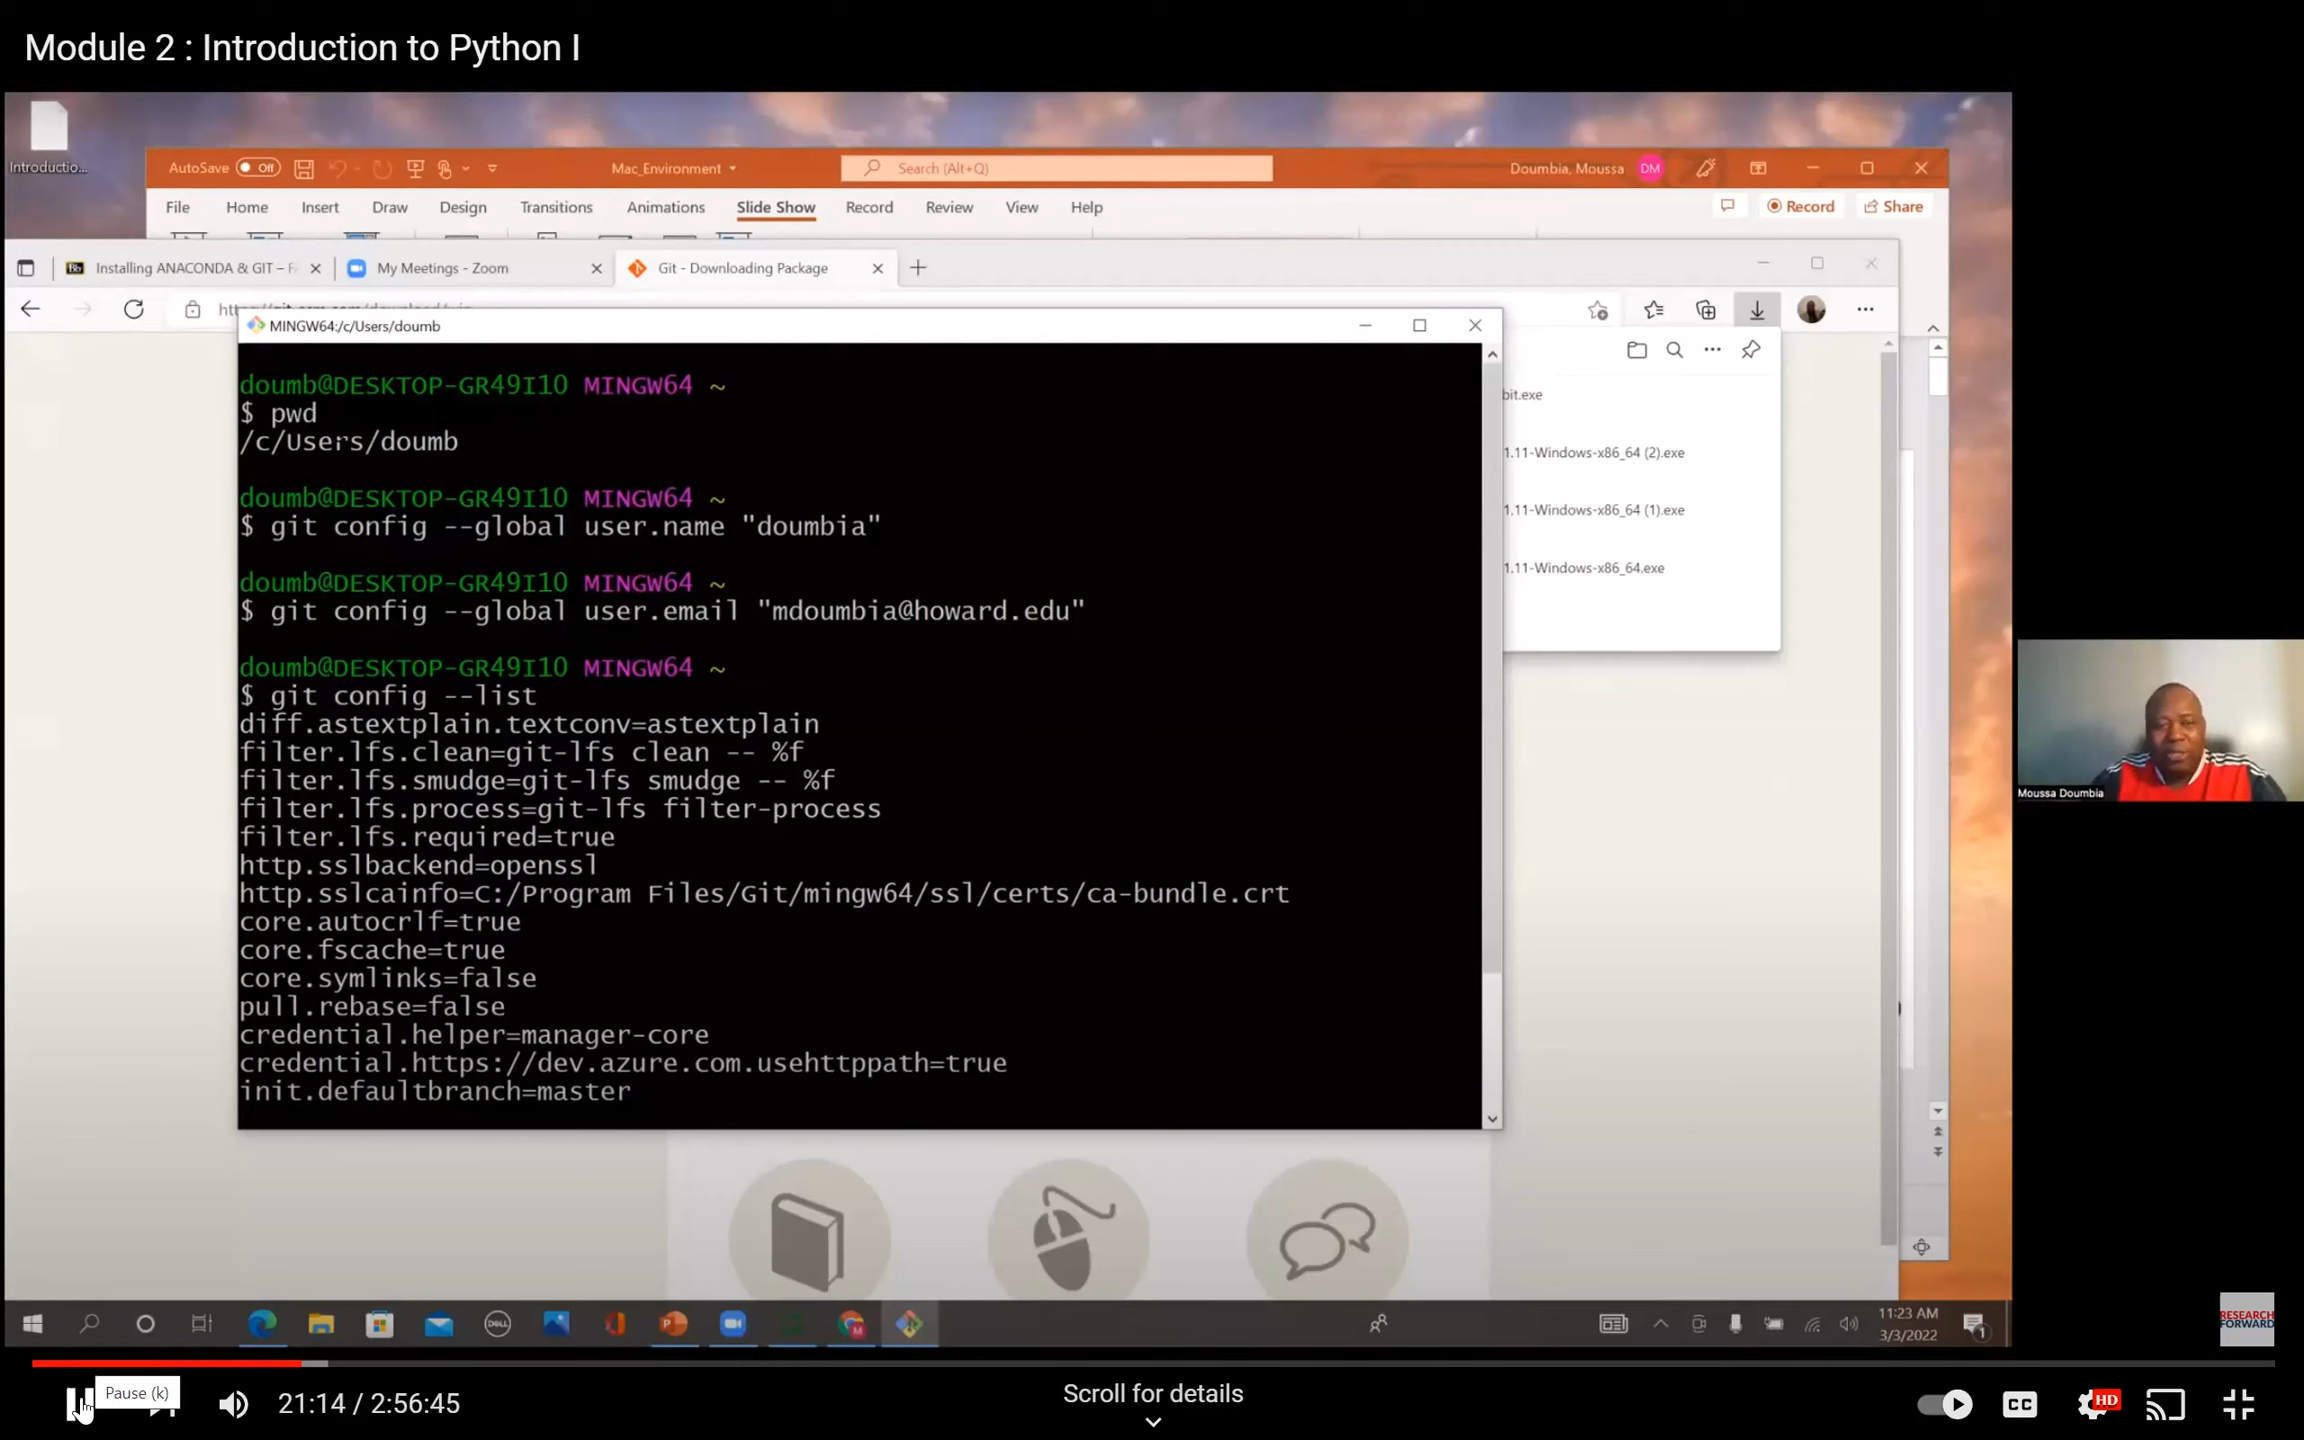 Module 2 : Introduction to Python I
Introductio...
AutoSave Off
Mac_Environment
Search (Alt+Q)
Doumbia, Moussa DM
File Home Insert Draw Design Transitions Animations Slide Show Record Review View Help
Record Share
Installing ANACONDA & GIT –
My Meetings - Zoom
Git - Downloading Package
MINGW64:/c/Users/doumb
doumb@DESKTOP-GR49I10 MINGW64 ~
$ pwd
/c/Users/doumb
doumb@DESKTOP-GR49I10 MINGW64 ~
$ git config --global user.name "doumbia"
doumb@DESKTOP-GR49I10 MINGW64 ~
$ git config --global user.email "mdoumbia@howard.edu"
doumb@DESKTOP-GR49I10 MINGW64 ~
$ git config --list
diff.astextplain.textconv=astextplain
filter.lfs.clean=git-lfs clean -- %f
filter.lfs.smudge=git-lfs smudge -- %f
filter.lfs.process=git-lfs filter-process
filter.lfs.required=true
http.sslbackend=openssl
http.sslcainfo=C:/Program Files/Git/mingw64/ssl/certs/ca-bundle.crt
core.autocrlf=true
core.fscache=true
core.symlinks=false
pull.rebase=false
credential.helper=manager-core
credential.https://dev.azure.com.usehttppath=true
init.defaultbranch=master
bit.exe
1.11-Windows-x86_64 (2).exe
1.11-Windows-x86_64 (1).exe
1.11-Windows-x86_64.exe
Moussa Doumbia
RESEARCH
FORWARD
DELL
11:23 AM
3/3/2022
1
Pause (k)
21:14 / 2:56:45
Scroll for details
CC
HD